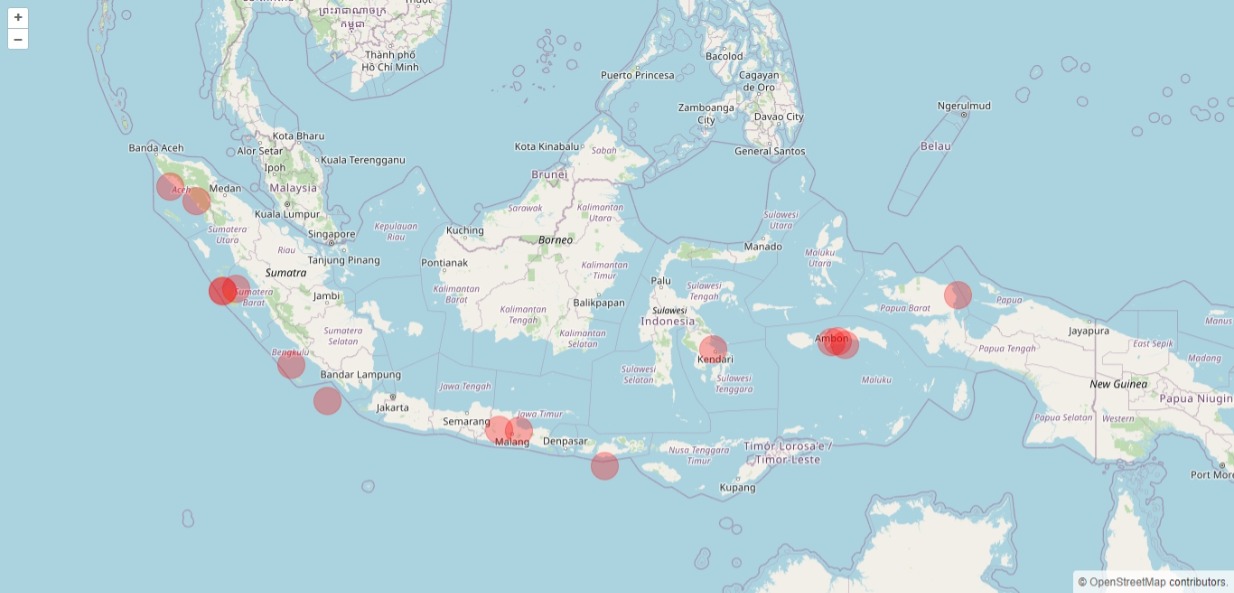 +
−
ព្រះរាជាណាចក្រ
កម្ពុជា
Thành phố
Hồ Chí Minh
Bacolod
Puerto Princesa
Cagayan
de Oro
Zamboanga
City
Davao City
Ngerulmud
General Santos
Belau
Banda Aceh
Kota Bharu
Alor Setar
Kuala Terengganu
Ipoh
Kota Kinabalu
Sabah
Aceh
Medan
Malaysia
Brunei
Kuala Lumpur
Sarawak
Kalimantan
Utara
Sulawesi
Utara
Sumatera
Utara
Kepulauan
Riau
Kuching
Singapore
Riau
Borneo
Manado
Maluku
Utara
Tanjung Pinang
Pontianak
Sumatra
Kalimantan
Timur
Palu
Sulawesi
Tengah
Sumatera
Barat
Jambi
Kalimantan
Barat
Balikpapan
Papua
Papua Barat
Kalimantan
Tengah
Sulawesi
Indonesia
Manus
Sumatera
Selatan
Kalimantan
Selatan
Ambon
Jayapura
East Sepik
Papua Tengah
Bengkulu
Kendari
Madang
Bandar Lampung
Sulawesi
Selatan
Sulawesi
Tenggara
Maluku
New Guinea
Jawa Tengah
Papua Niugin
Jakarta
Semarang
Jawa Timur
Papua Selatan
Western
Malang
Denpasar
Nusa Tenggara
Timur
Timór Lorosa'e /
Timor-Leste
Kupang
Port More
© OpenStreetMap contributors.